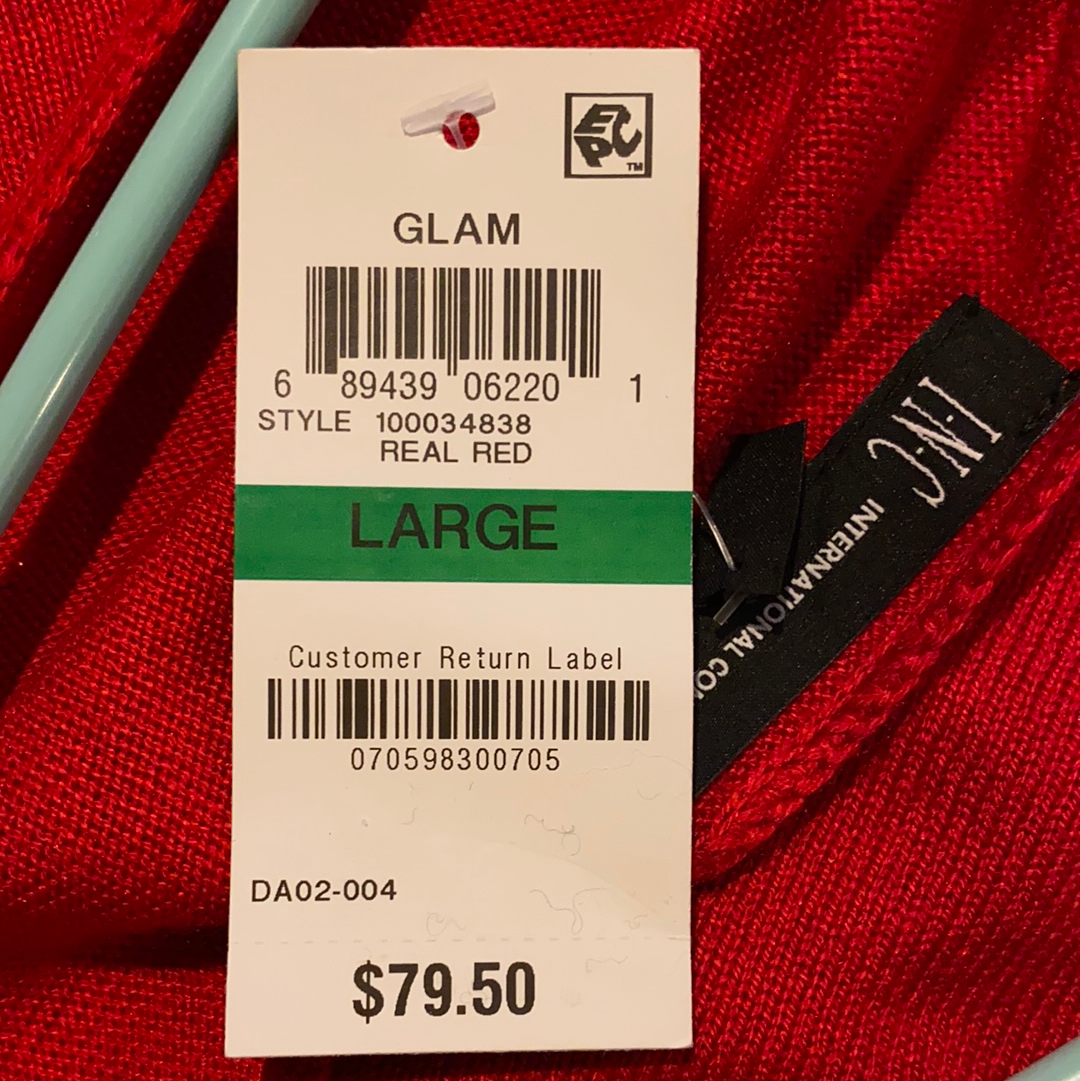 EPC
TM
GLAM
6 89439 06220 1
STYLE 100034838
REAL RED
LARGE
Customer Return Label
070598300705
DA02-004
$79.50
I·N·C
INTERNATIONAL